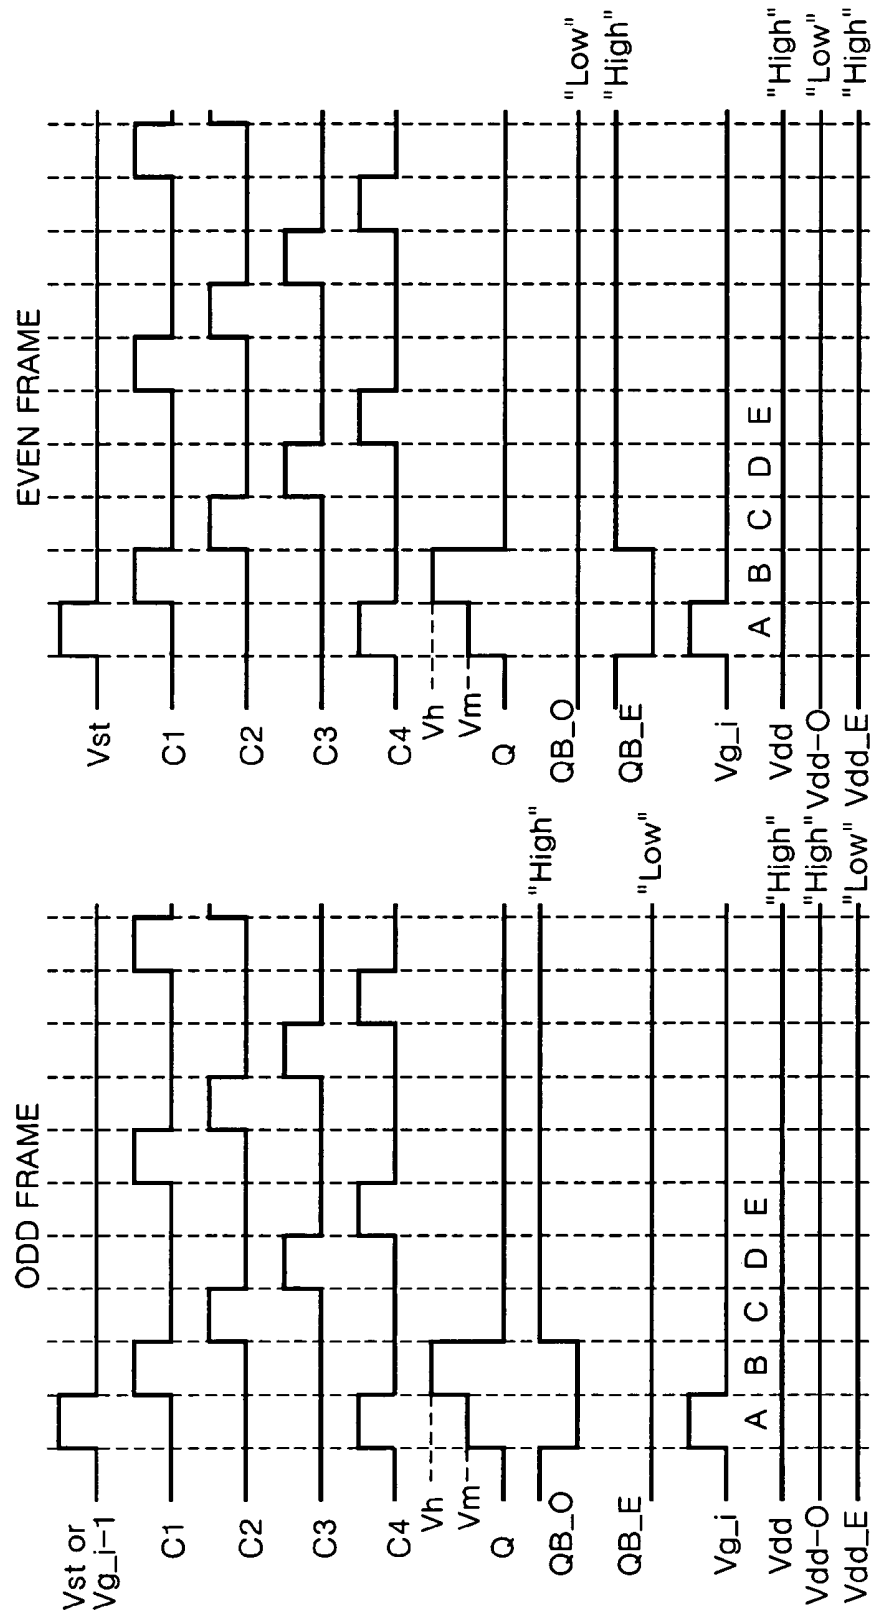 ODD FRAME
Vst or
Vg_i-1
C1
C2
C3
C4
Vh
Vm
Q
QB_O
"High"
QB_E
"Low"
Vg_i
A B C D E
Vdd
"High"
Vdd-O
"High"
Vdd_E
"Low"
EVEN FRAME
Vst
C1
C2
C3
C4
Vh
Vm
Q
QB_O
"Low"
QB_E
"High"
Vg_i
A B C D E
Vdd
"High"
Vdd-O
"Low"
Vdd_E
"High"